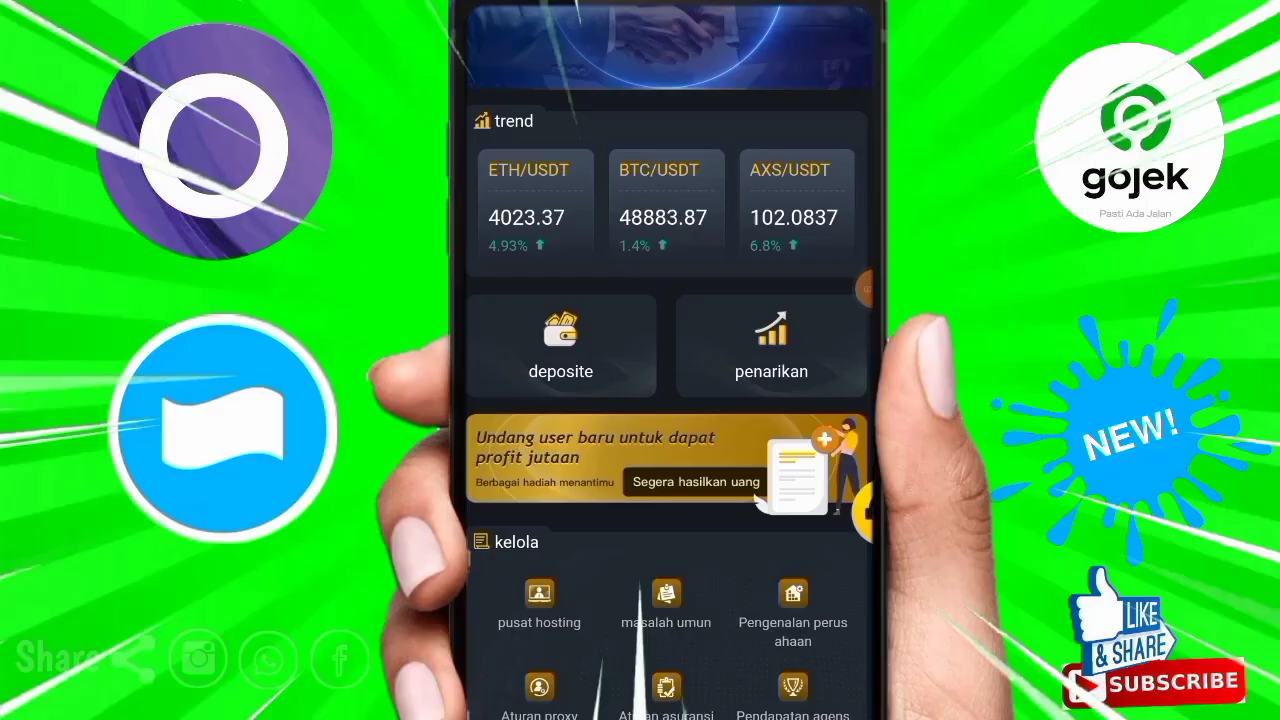 trend
ETH/USDT
4023.37
4.93%
BTC/USDT
48883.87
1.4%
AXS/USDT
102.0837
6.8%
deposite
penarikan
Undang user baru untuk dapat
profit jutaan
Berbagai hadiah menantimu
Segera hasilkan uang
kelola
pusat hosting
masalah umun
Pengenalan perus
ahaan
Aturan proxy
Aturan asuransi
Pendapatan agens
gojek
Pasti Ada Jalan
NEW!
LIKE
& SHARE
SUBSCRIBE
Share